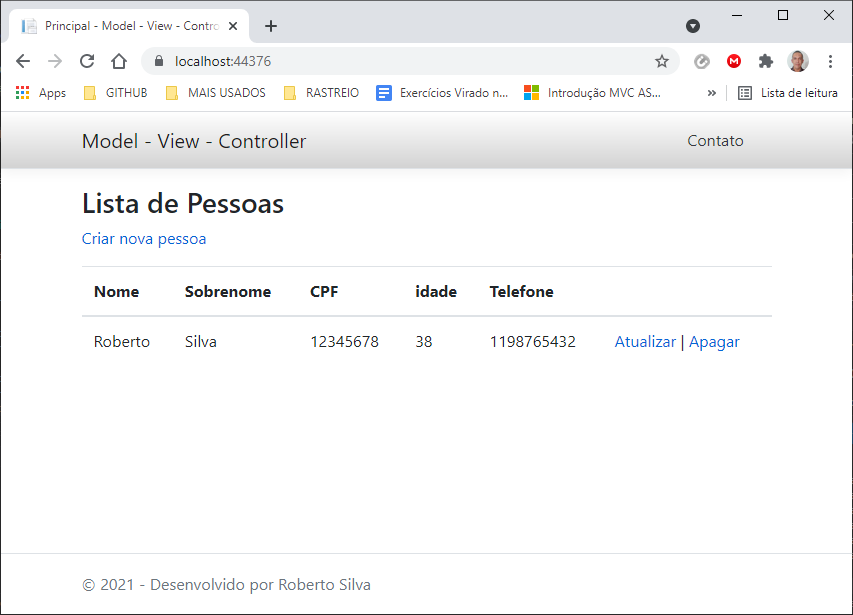 Principal - Model - View - Contro
localhost:44376
Apps GITHUB MAIS USADOS RASTREIO Exercícios Virado n... Introdução MVC AS... » Lista de leitura
Model - View - Controller Contato
Lista de Pessoas
Criar nova pessoa
Nome Sobrenome CPF idade Telefone
Roberto Silva 12345678 38 1198765432 Atualizar | Apagar
© 2021 - Desenvolvido por Roberto Silva